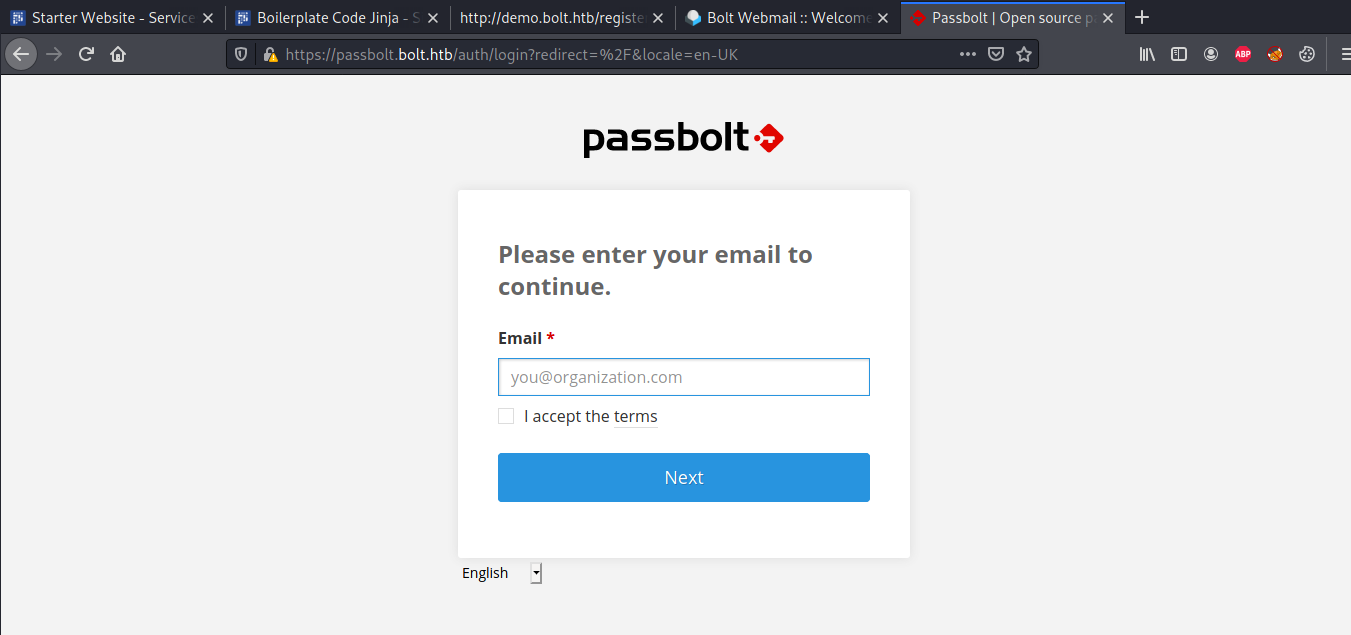 Starter Website - Service
Boilerplate Code Jinja - S
http://demo.bolt.htb/registe
Bolt Webmail :: Welcome
Passbolt | Open source p
https://passbolt.bolt.htb/auth/login?redirect=%2F&locale=en-UK
ABP
passbolt
Please enter your email to
continue.
Email *
you@organization.com
I accept the terms
Next
English